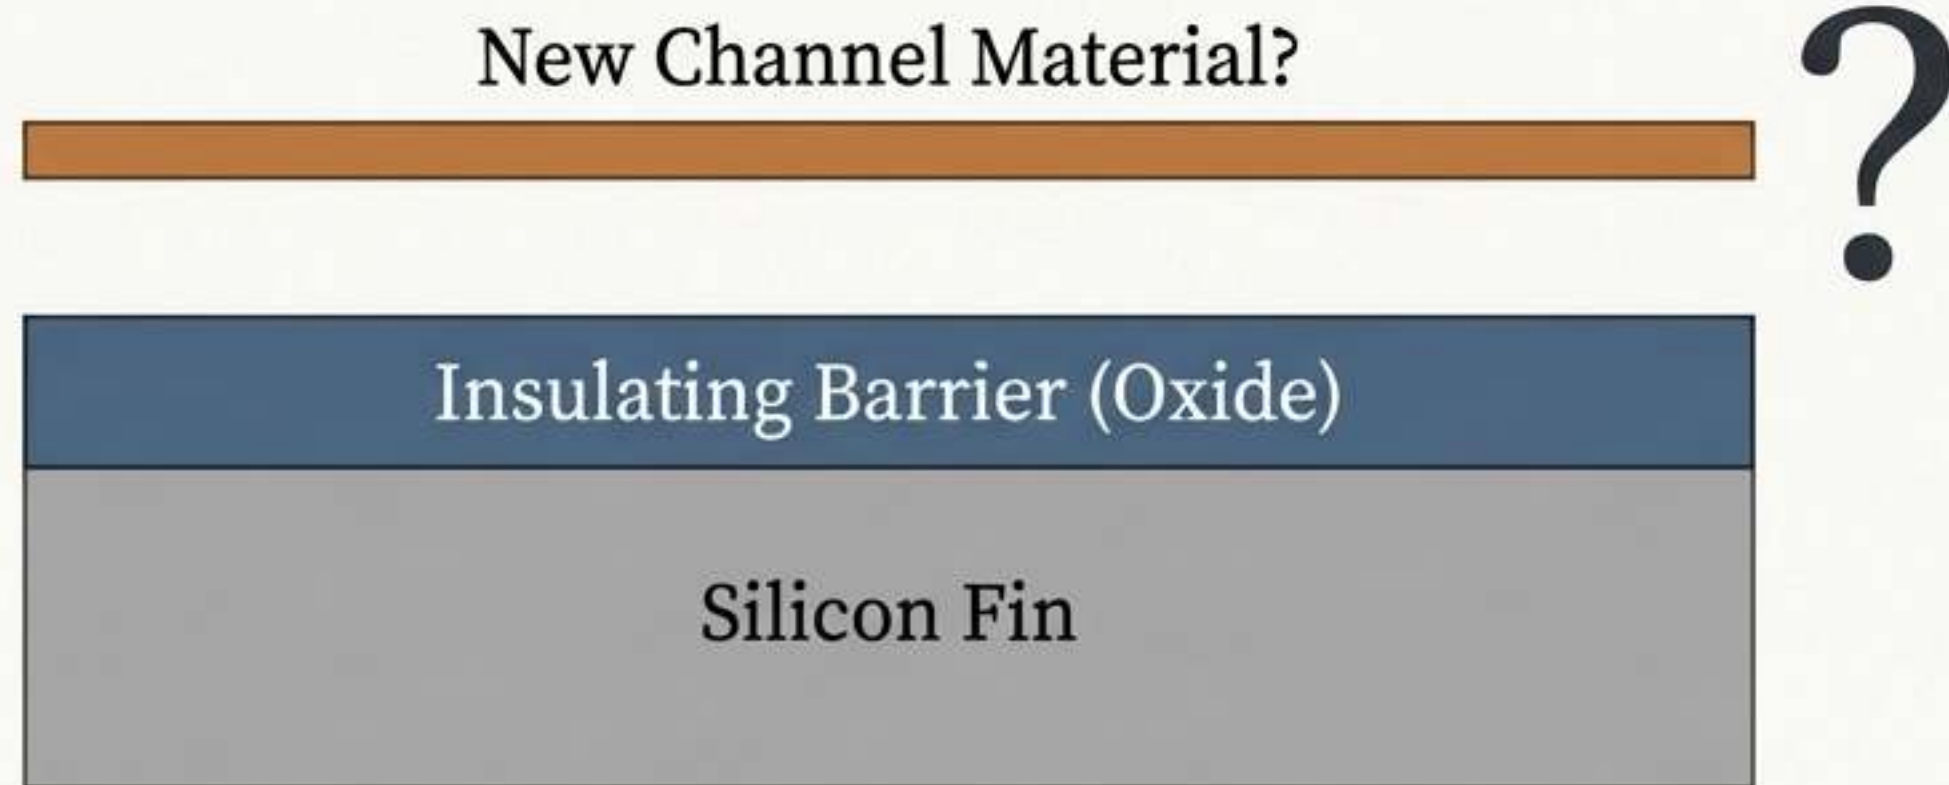 New Channel Material?
?
Insulating Barrier (Oxide)
Silicon Fin